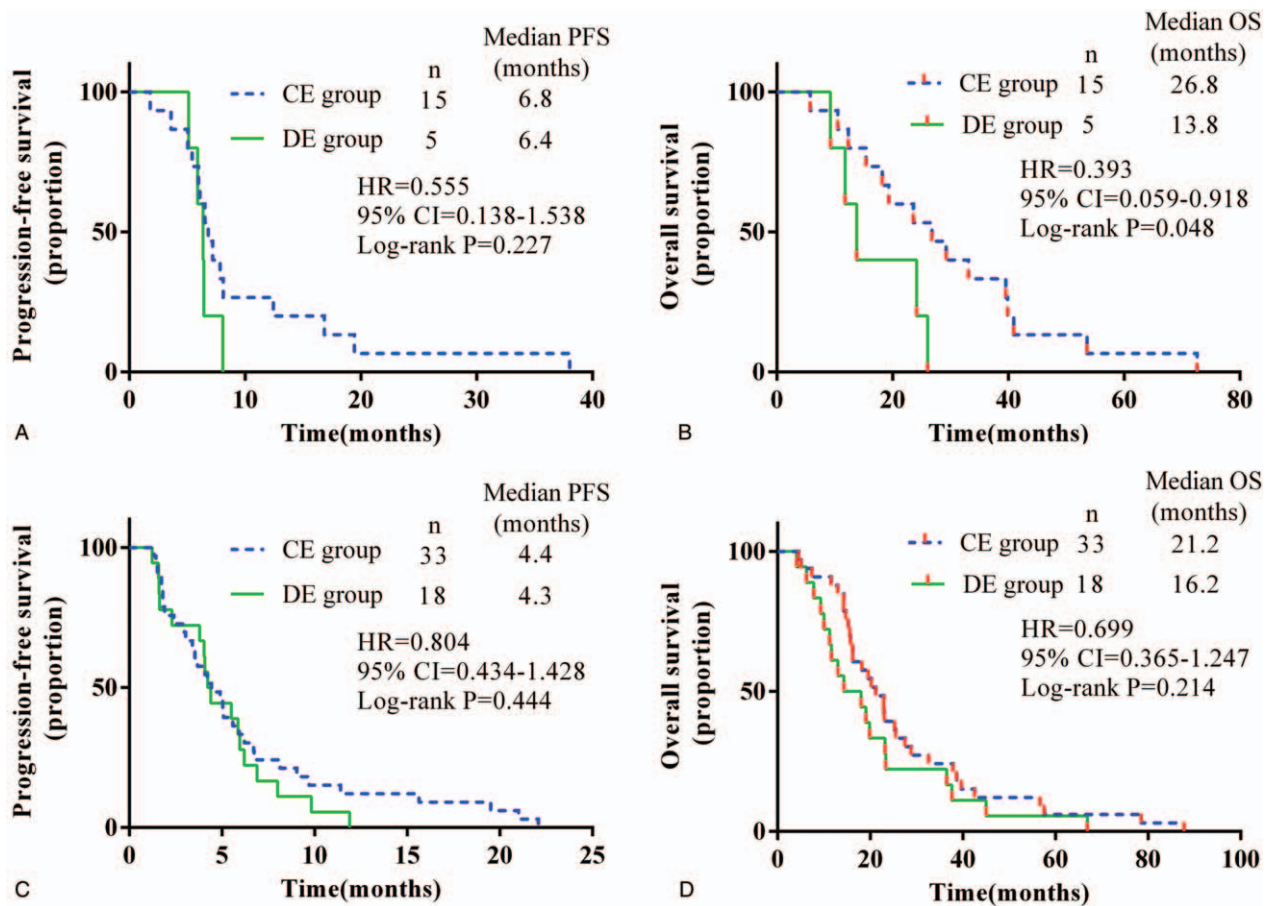 Median PFS
n (months)
CE group 15 6.8
DE group 5 6.4
HR=0.555
95% CI=0.138-1.538
Log-rank P=0.227
Progression-free survival
(proportion)
100
50
0
0 10 20 30 40
Time(months)
A
Median OS
n (months)
CE group 15 26.8
DE group 5 13.8
HR=0.393
95% CI=0.059-0.918
Log-rank P=0.048
Overall survival
(proportion)
100
50
0
0 20 40 60 80
Time(months)
B
Median PFS
n (months)
CE group 33 4.4
DE group 18 4.3
HR=0.804
95% CI=0.434-1.428
Log-rank P=0.444
Progression-free survival
(proportion)
100
50
0
0 5 10 15 20 25
Time(months)
C
Median OS
n (months)
CE group 33 21.2
DE group 18 16.2
HR=0.699
95% CI=0.365-1.247
Log-rank P=0.214
Overall survival
(proportion)
100
50
0
0 20 40 60 80 100
Time(months)
D